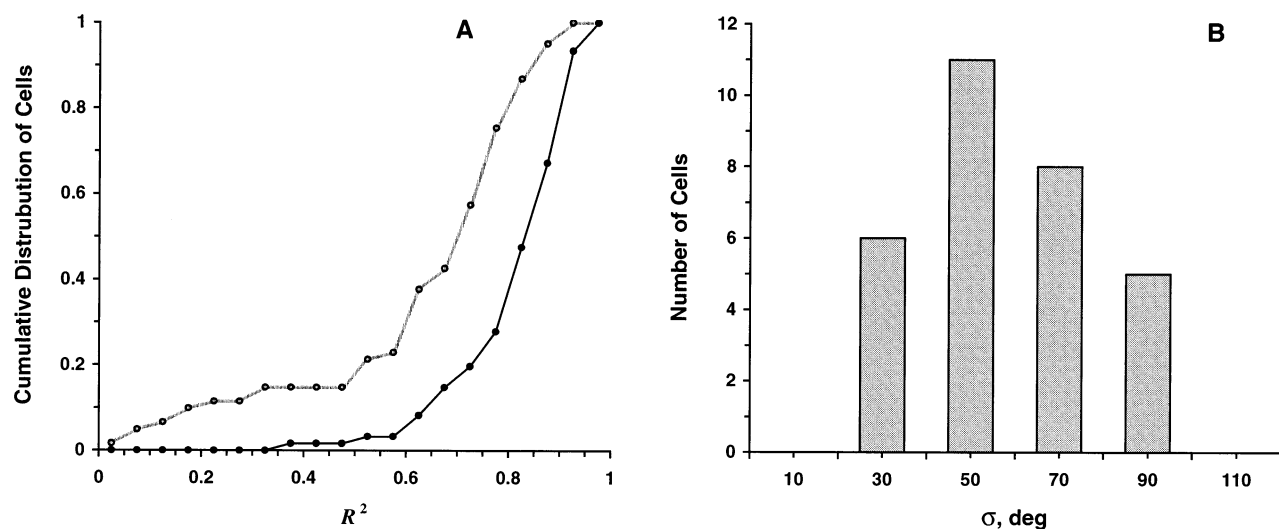 A
Cumulative Distrubution of Cells
1
0.8
0.6
0.4
0.2
0
0 0.2 0.4 0.6 0.8 1
R²
B
Number of Cells
12
10
8
6
4
2
0
10 30 50 70 90 110
σ, deg